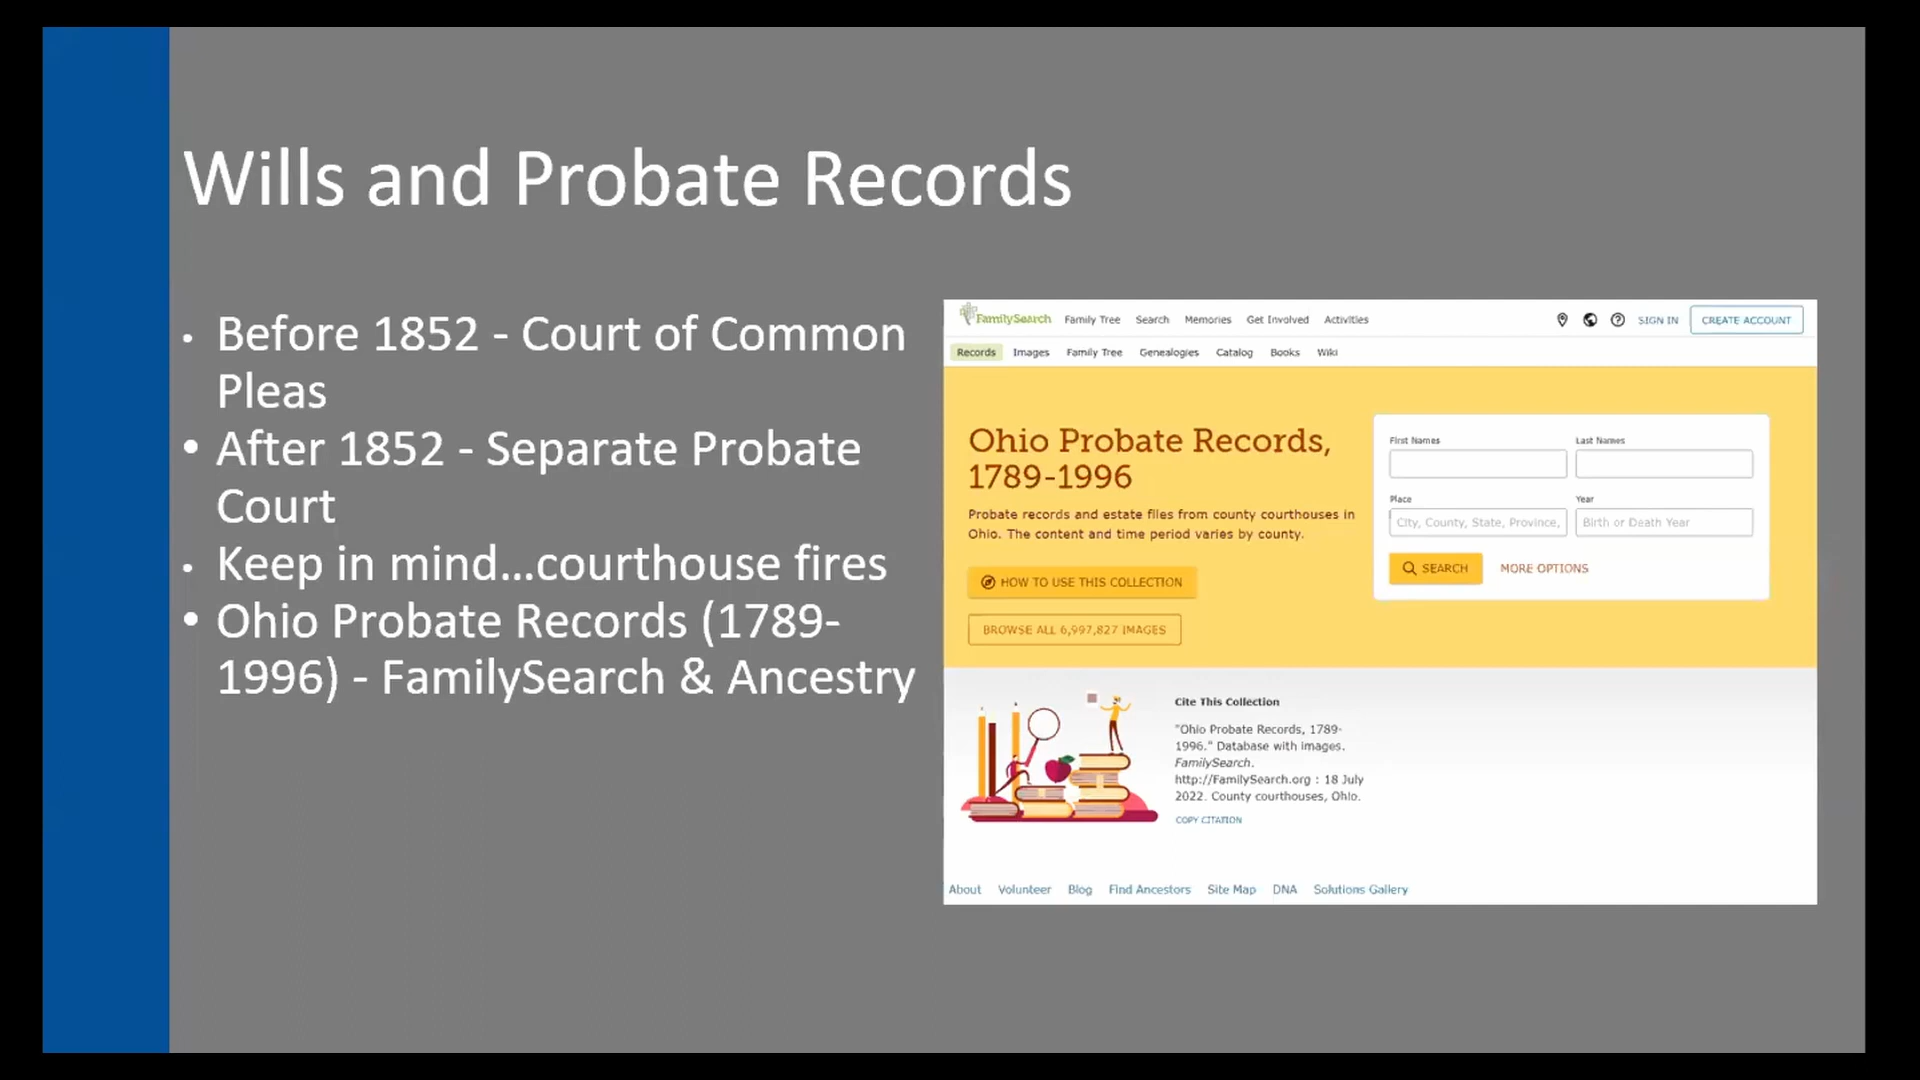 Wills and Probate Records
• Before 1852 - Court of Common
Pleas
• After 1852 - Separate Probate
Court
• Keep in mind...courthouse fires
• Ohio Probate Records (1789-
1996) - FamilySearch & Ancestry
FamilySearch Family Tree Search Memories Get Involved Activities SIGN IN CREATE ACCOUNT
Records Images Family Tree Genealogies Catalog Books Wiki
Ohio Probate Records,
1789-1996
Probate records and estate files from county courthouses in
Ohio. The content and time period varies by county.
HOW TO USE THIS COLLECTION
BROWSE ALL 6,997,827 IMAGES
First Names Last Names
Place Year
City, County, State, Province, Birth or Death Year
SEARCH MORE OPTIONS
Cite This Collection
"Ohio Probate Records, 1789-
1996." Database with images.
FamilySearch.
http://FamilySearch.org : 18 July
2022. County courthouses, Ohio.
COPY CITATION
About Volunteer Blog Find Ancestors Site Map DNA Solutions Gallery